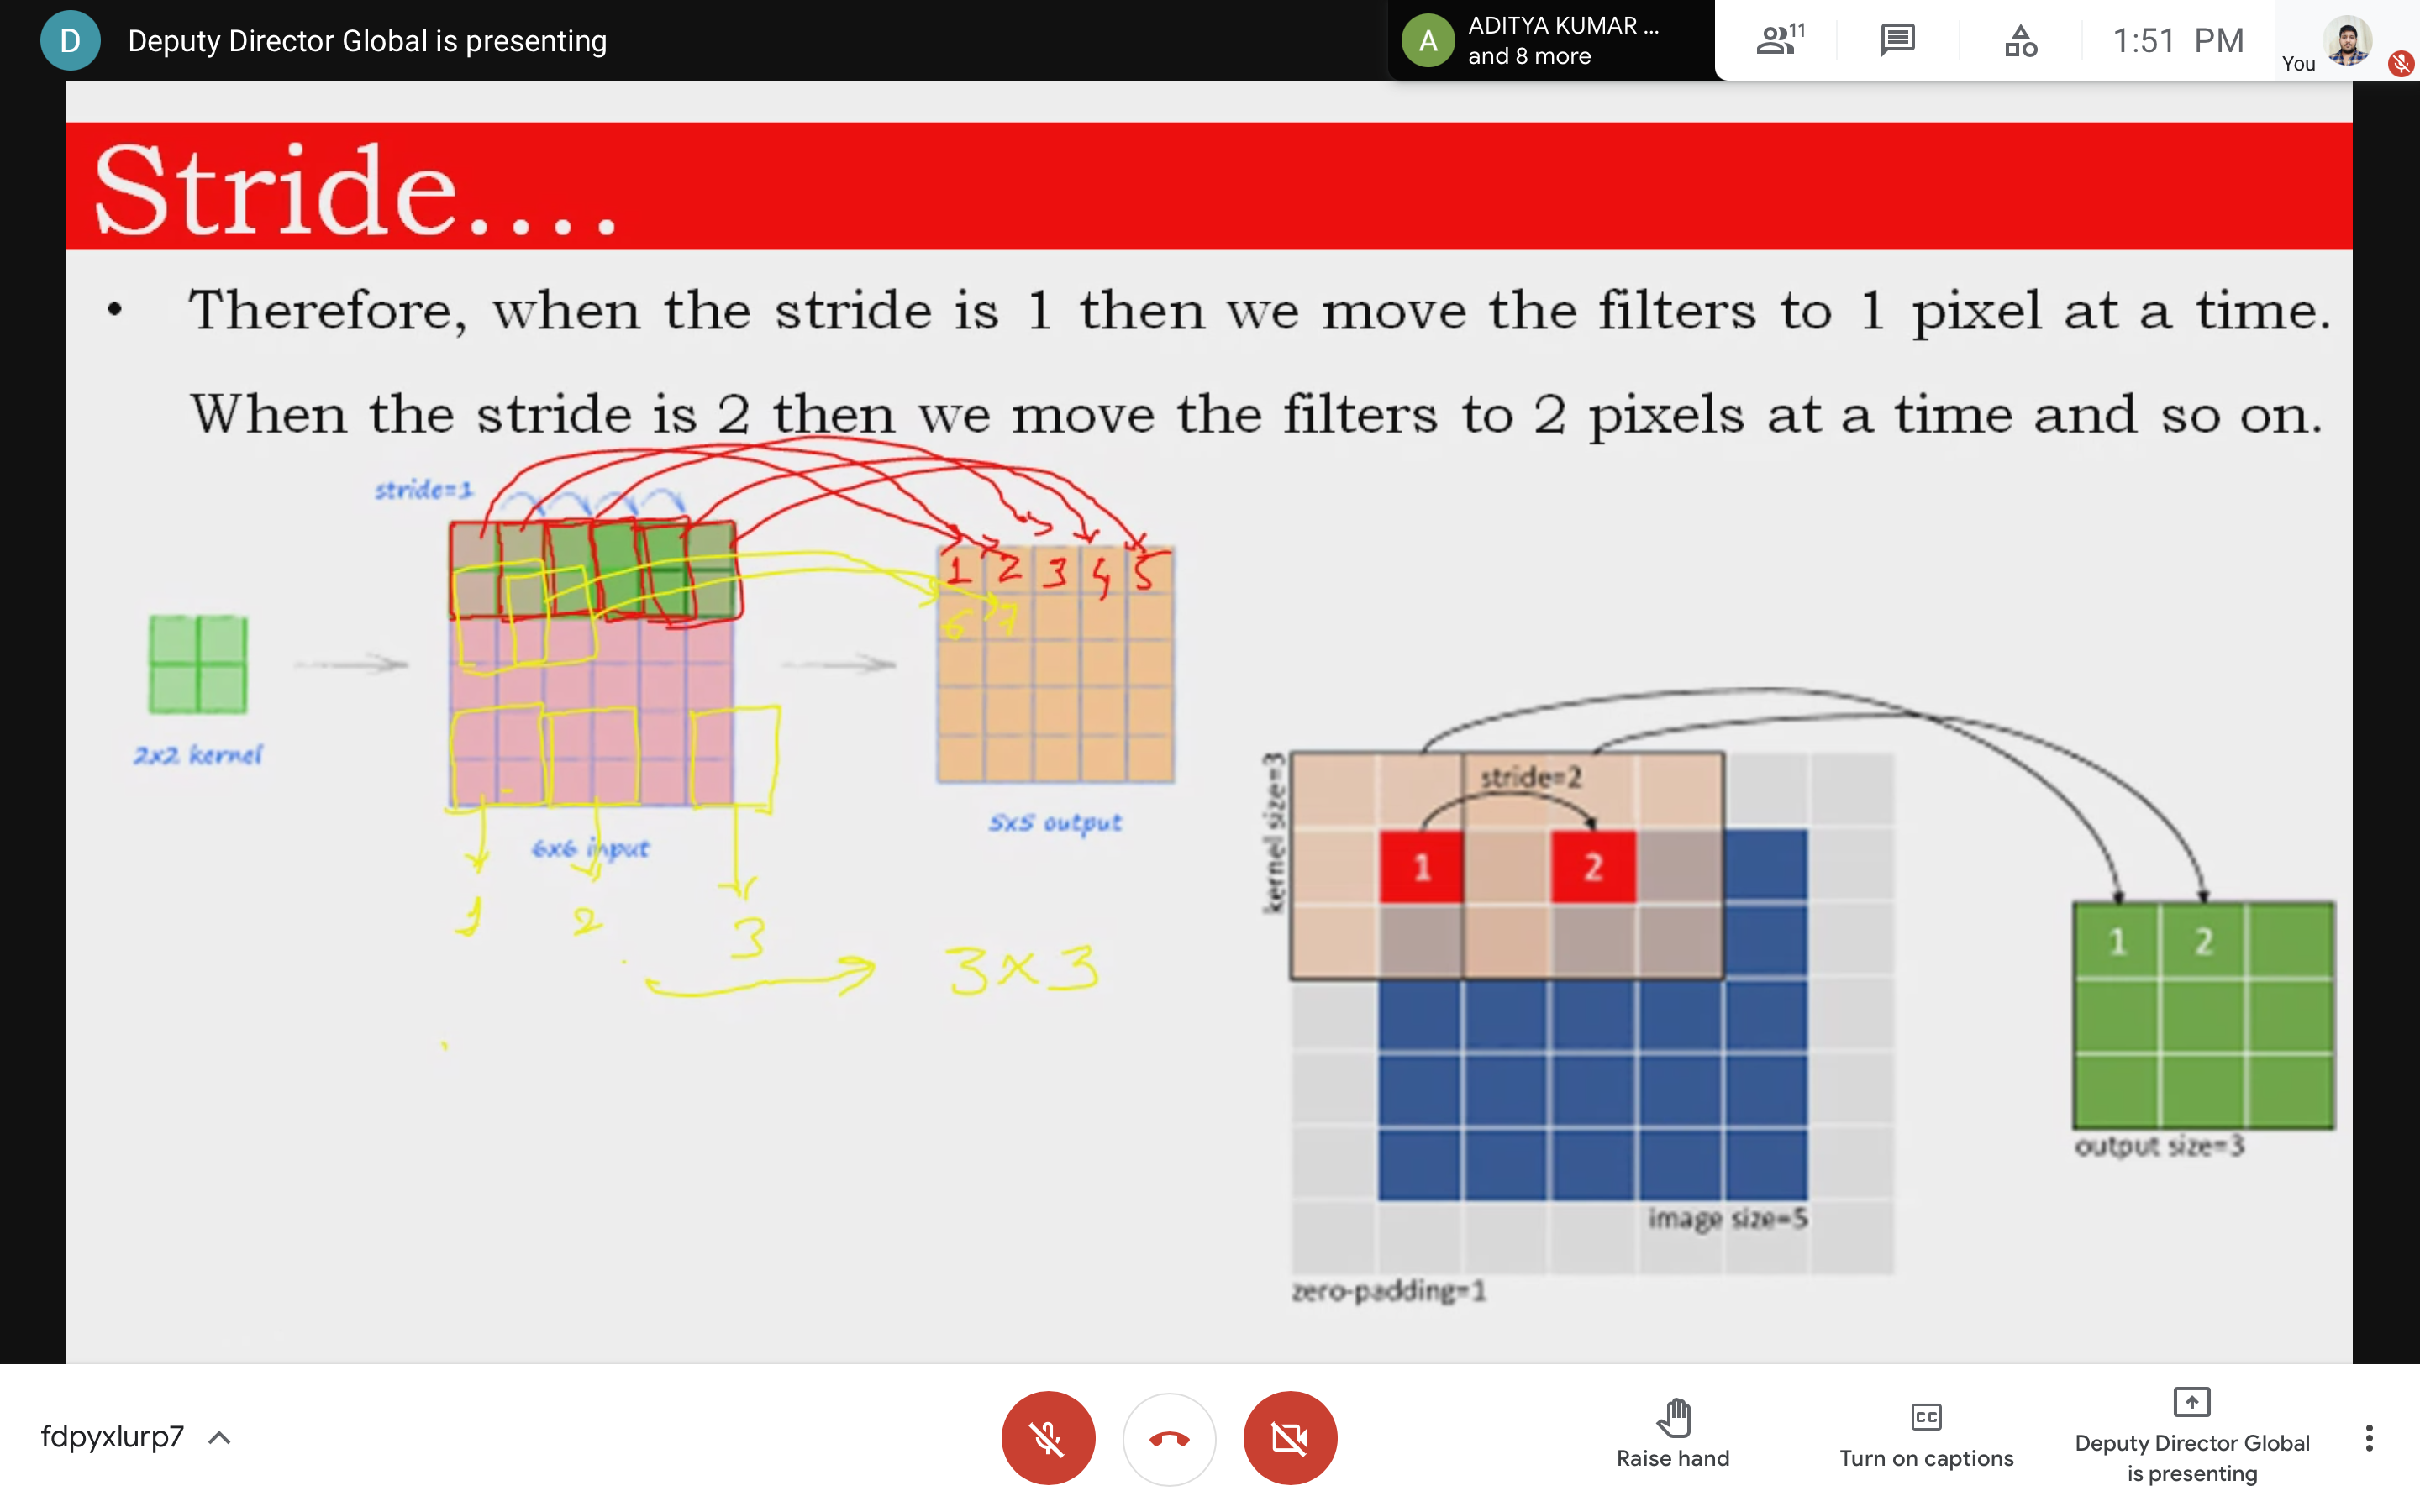 D
Deputy Director Global is presenting
A
ADITYA KUMAR ...
and 8 more
11
1:51 PM
You
Stride....
• Therefore, when the stride is 1 then we move the filters to 1 pixel at a time.
When the stride is 2 then we move the filters to 2 pixels at a time and so on.
stride=1
1 2 3 4 5
6 7
2x2 kernel
6x6 input
5x5 output
1 2 3
3×3
kernel size=3
stride=2
1 2
1 2
output size=3
image size=5
zero-padding=1
fdpyxlurp7
Raise hand
CC
Turn on captions
Deputy Director Global
is presenting